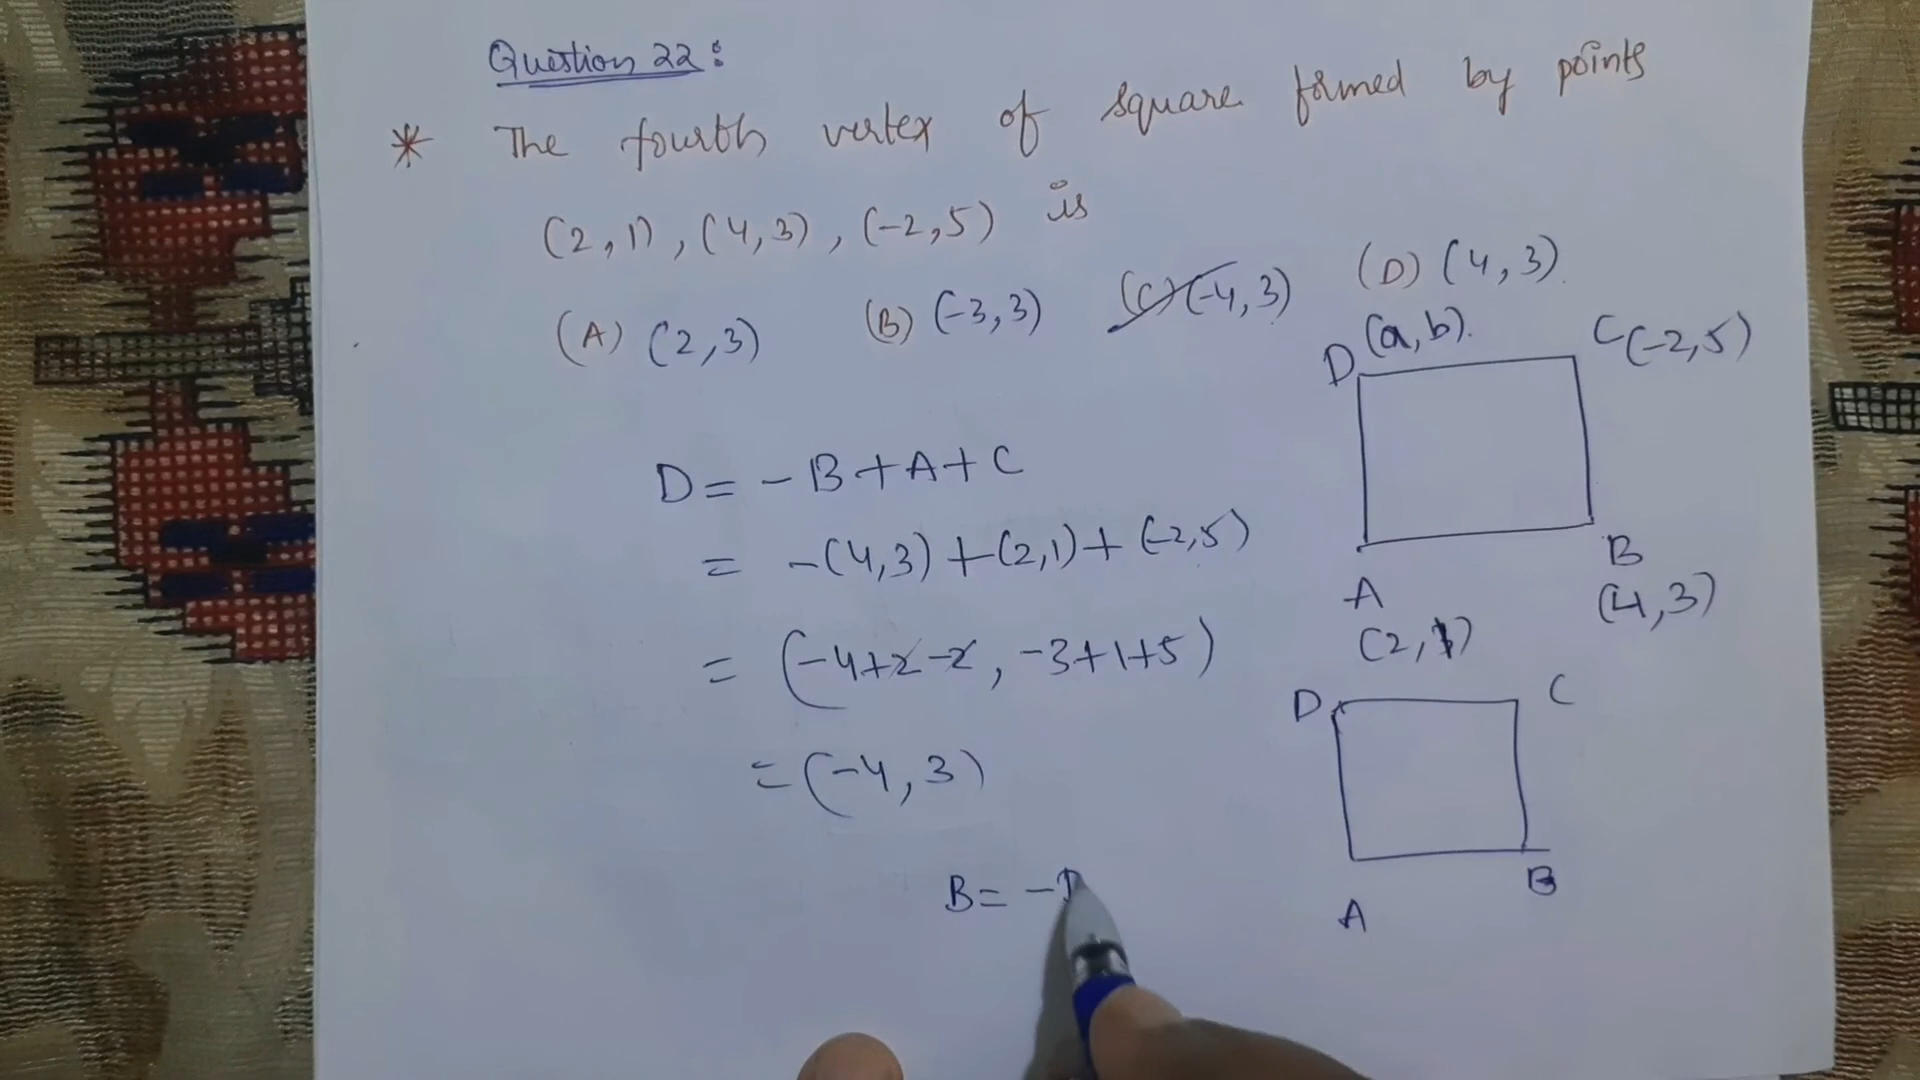 Question 22:
* The fourth vertex of square formed by points
(2,1), (4,3), (-2,5) is
(A) (2,3) (B) (-3,3) (C) (-4,3) (D) (4,3).
D (a,b). C(-2,5)
D = -B+A+C
= -(4,3)+(2,1)+(-2,5)
B
(4,3)
A
(2,1)
= (-4+2-2, -3+1+5)
= (-4,3)
D C
B = -D
A B